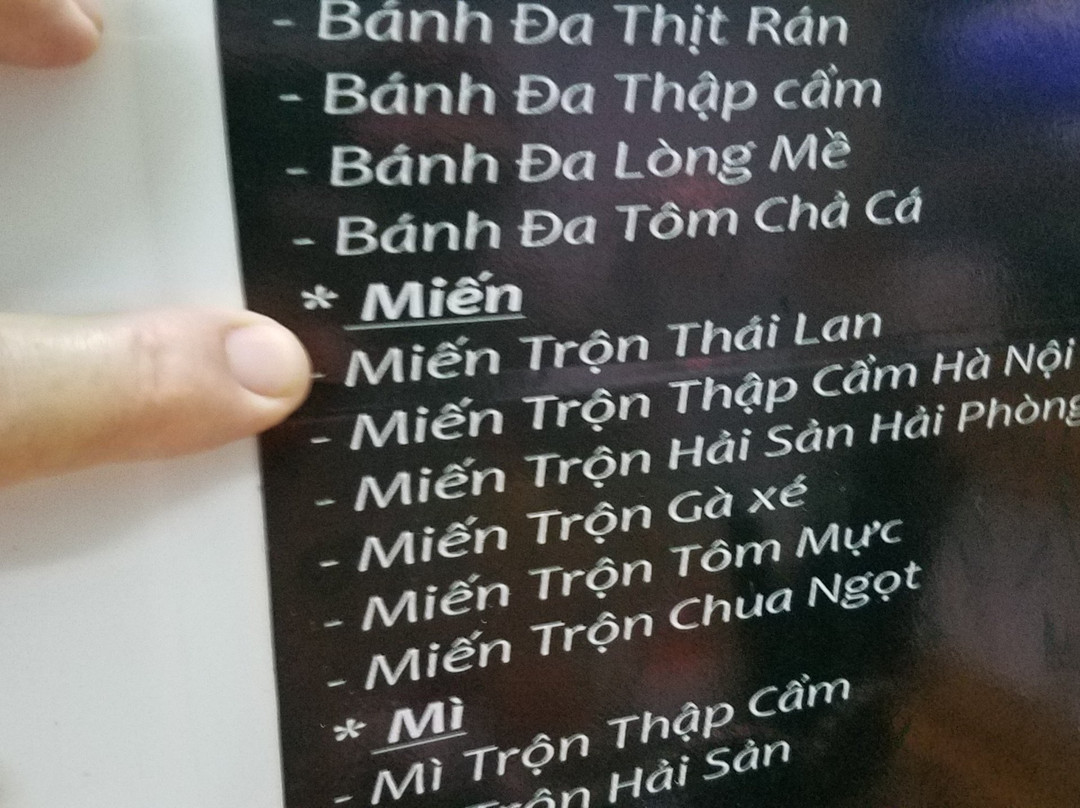 - Bánh Đa Thịt Rán
- Bánh Đa Thập cẩm
- Bánh Đa Lòng Mề
- Bánh Đa Tôm Chả Cá
* Miến
- Miến Trộn Thái Lan
- Miến Trộn Thập Cẩm Hà Nội
- Miến Trộn Hải Sản Hải Phòng
- Miến Trộn Gà xé
- Miến Trộn Tôm Mực
- Miến Trộn Chua Ngọt
* Mì
- Mì Trộn Thập Cẩm
Trộn Hải Sản